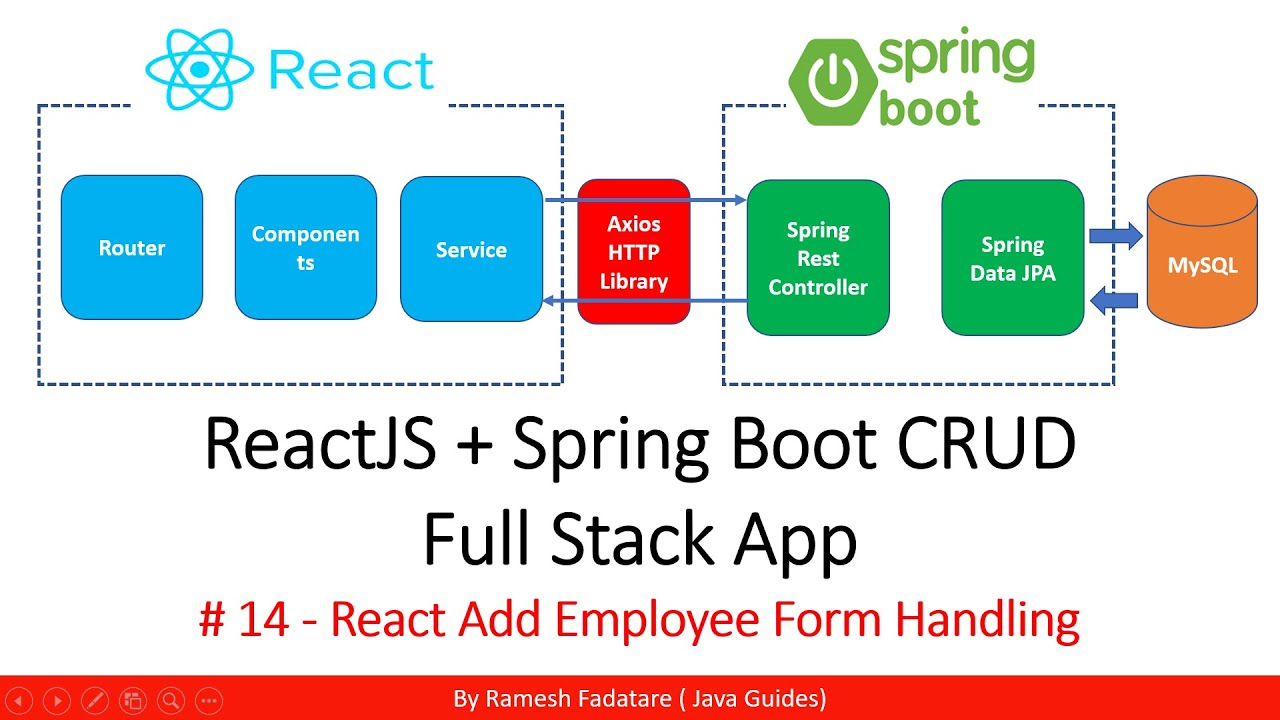 React
spring
boot
Router
Componen
ts
Service
Axios
HTTP
Library
Spring
Rest
Controller
Spring
Data JPA
MySQL
ReactJS + Spring Boot CRUD
Full Stack App
# 14 - React Add Employee Form Handling
By Ramesh Fadatare ( Java Guides)